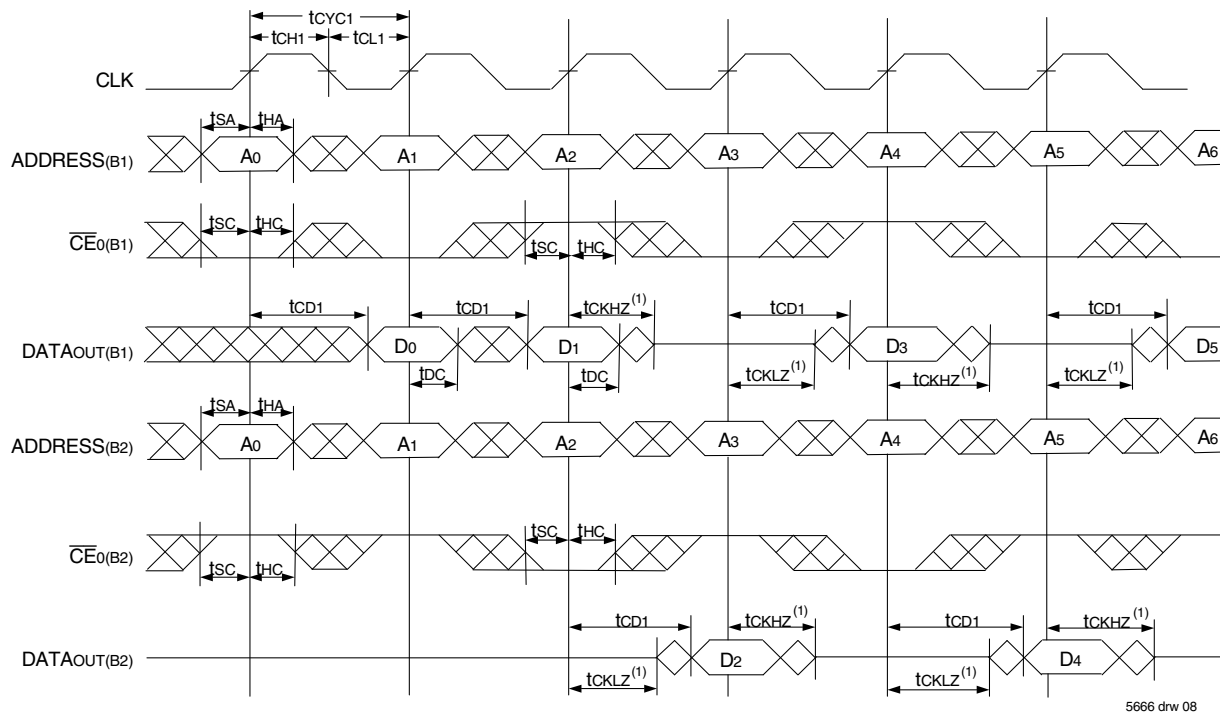 tCYC1
tCH1 tCL1
CLK
tSA tHA
ADDRESS(B1) A0 A1 A2 A3 A4 A5 A6
tSC tHC
CE0(B1)
tSC tHC
tCD1 tCD1 tCKHZ(1) tCD1 tCD1
DATAOUT(B1) D0 D1 D3 D5
tDC tDC tCKLZ(1) tCKHZ(1) tCKLZ(1)
tSA tHA
ADDRESS(B2) A0 A1 A2 A3 A4 A5 A6
tSC tHC
CE0(B2)
tSC tHC
tCD1 tCKHZ(1) tCD1 tCKHZ(1)
DATAOUT(B2) D2 D4
tCKLZ(1) tCKLZ(1)
5666 drw 08